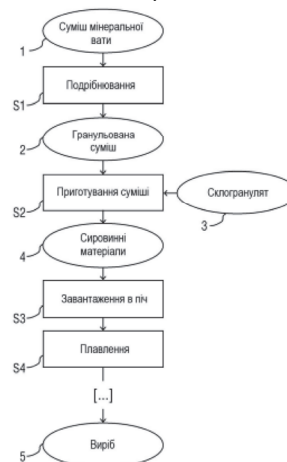 Суміш мінеральної
вати
1
Подрібнювання
S1
Гранульована
суміш
2
Приготування суміші
S2
Склогранулят
3
Сировинні
матеріали
4
Завантаження в піч
S3
Плавлення
S4
[...]
Виріб
5